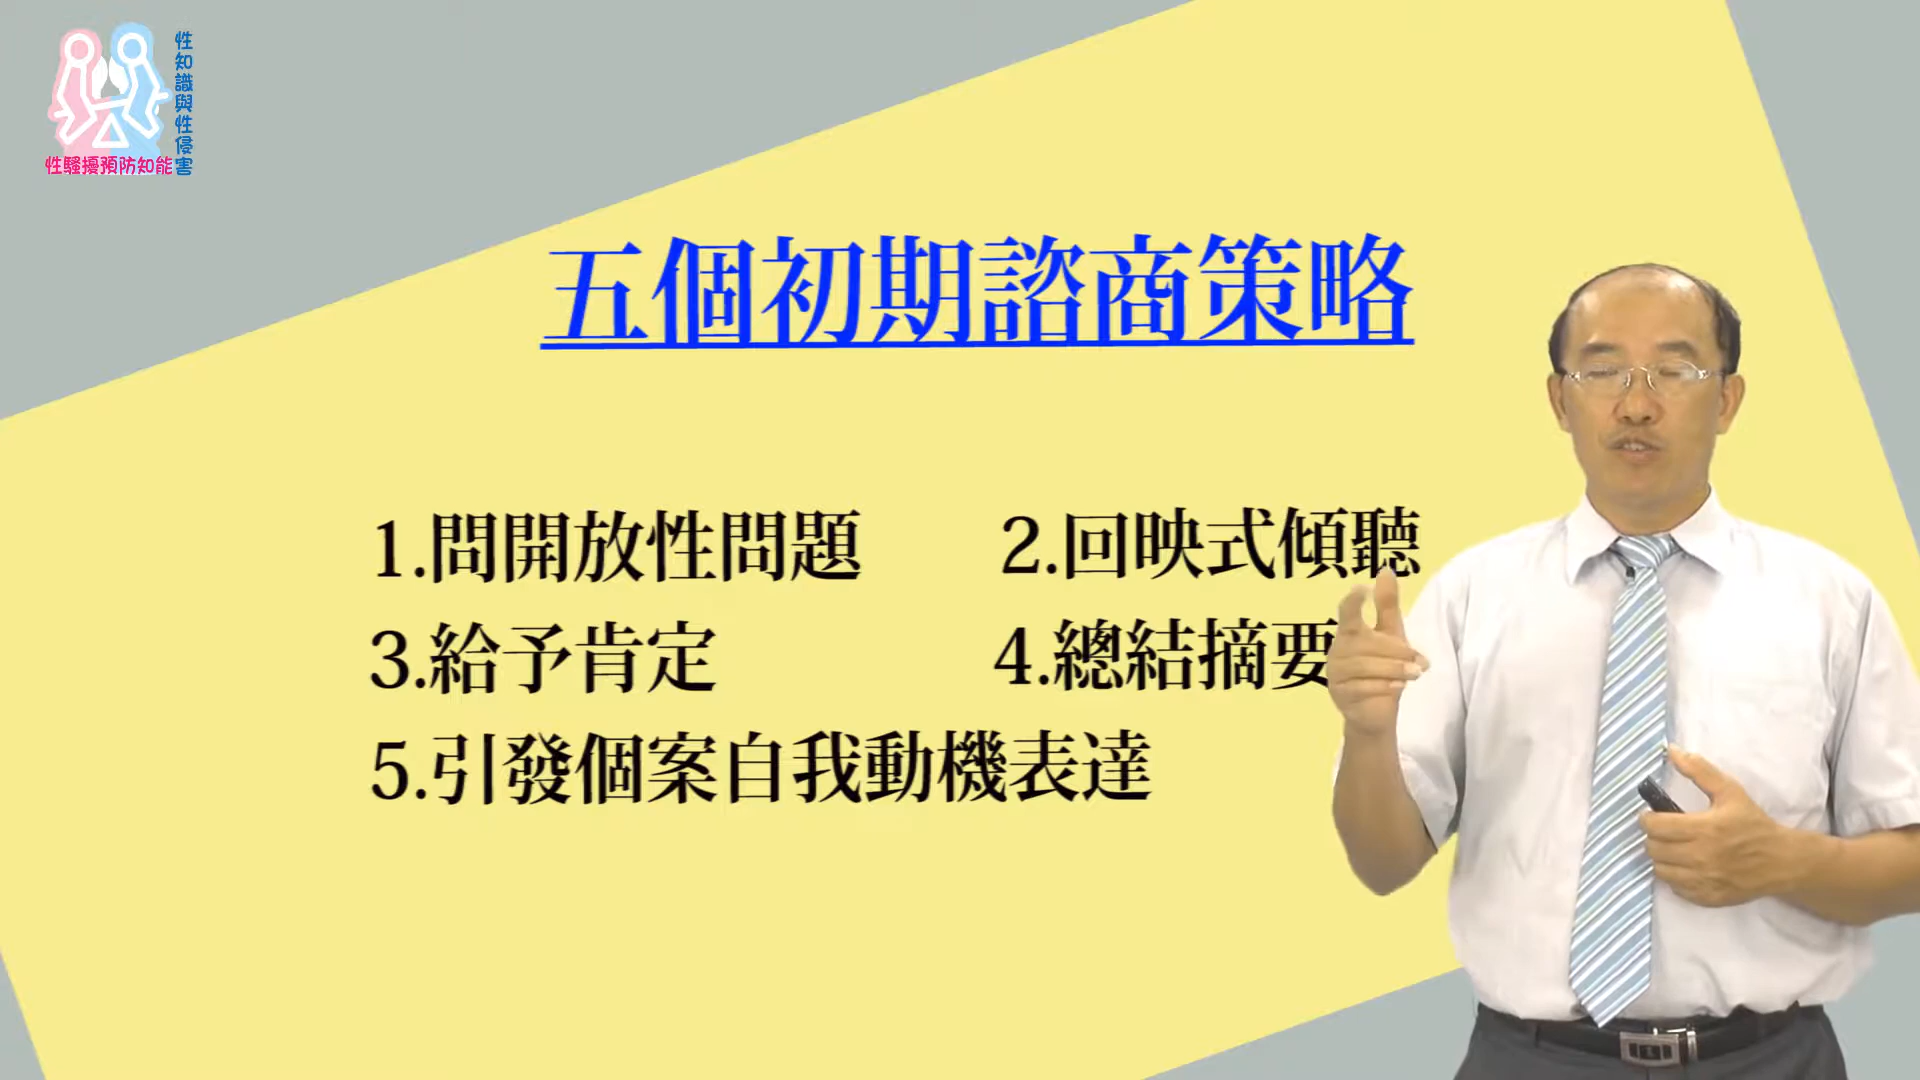 性知識與性侵害
性騷擾預防知能
五個初期諮商策略
1.問開放性問題
2.回映式傾聽
3.給予肯定
4.總結摘要
5.引發個案自我動機表達